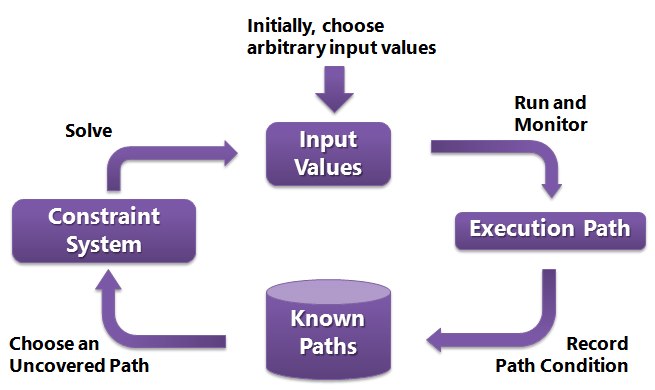 Initially, choose
arbitrary input values
Run and
Monitor
Solve
Input
Values
Constraint
System
Execution Path
Known
Paths
Choose an
Uncovered Path
Record
Path Condition